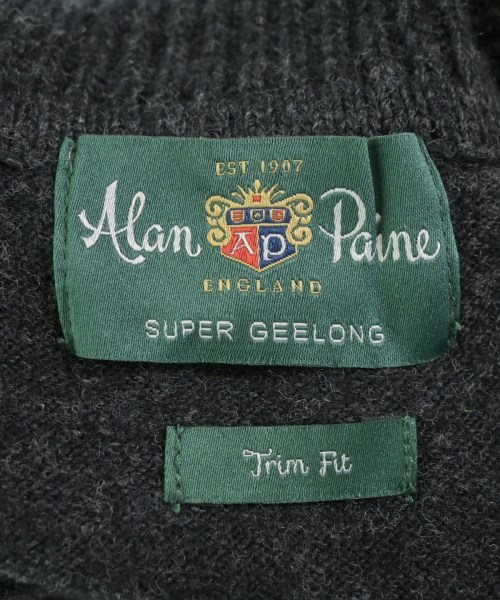 EST 1907
Alan AP Paine
ENGLAND
SUPER GEELONG
Trim Fit